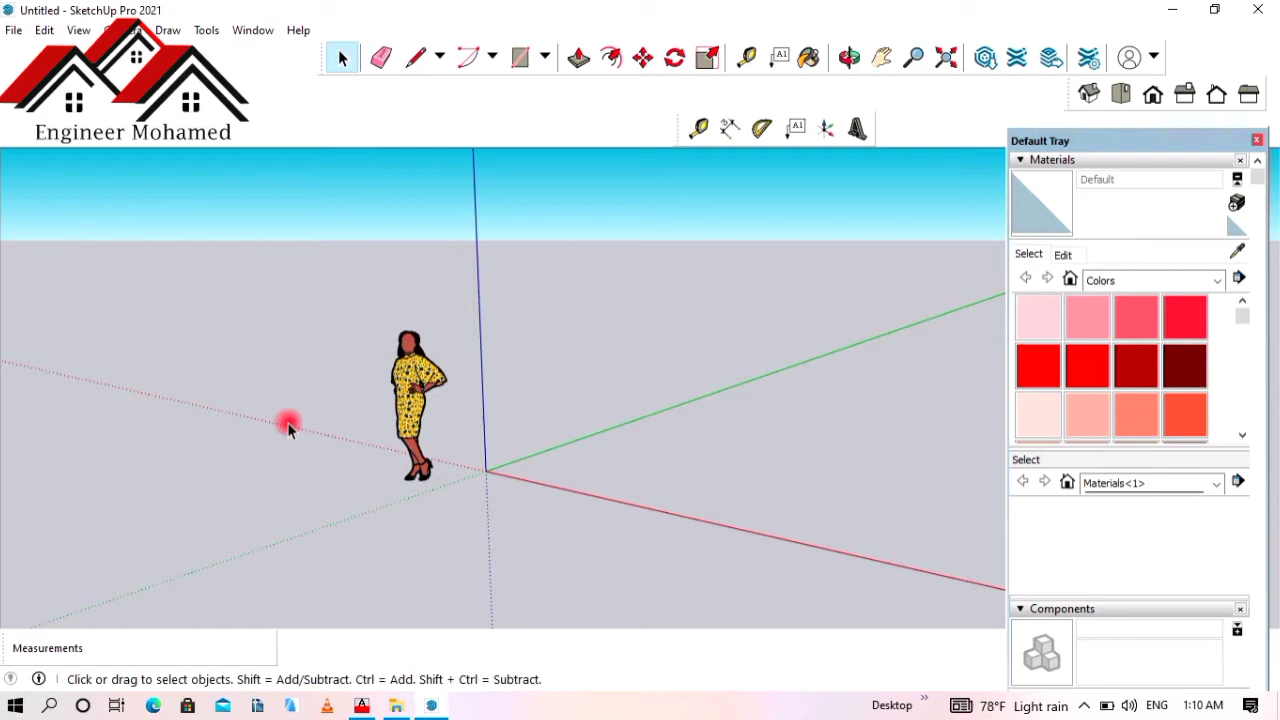 Untitled - SketchUp Pro 2021
File Edit View Draw Tools Window Help
Engineer Mohamed
A1
A1
Default Tray
Materials
Default
Select Edit
Colors
Select
Materials<1>
Components
Measurements
Click or drag to select objects. Shift = Add/Subtract. Ctrl = Add. Shift + Ctrl = Subtract.
Desktop
78°F Light rain
ENG
1:10 AM